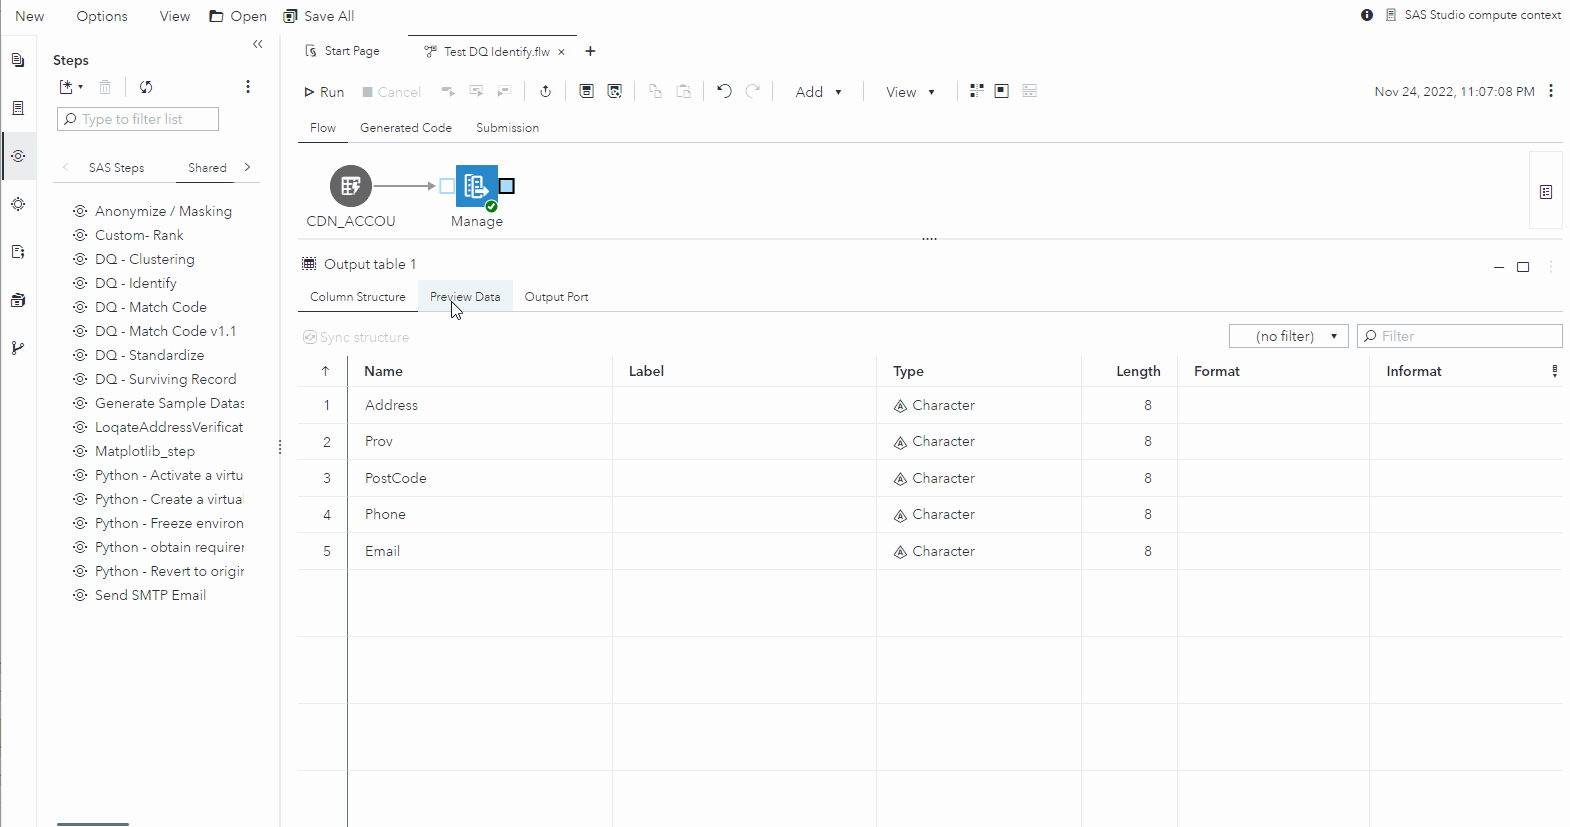 New Options View Open Save All SAS Studio compute context
Steps
Type to filter list
SAS Steps Shared
Anonymize / Masking
Custom- Rank
DQ - Clustering
DQ - Identify
DQ - Match Code
DQ - Match Code v1.1
DQ - Standardize
DQ - Surviving Record
Generate Sample Datas
LoqateAddressVerificat
Matplotlib_step
Python - Activate a virtu
Python - Create a virtua
Python - Freeze environ
Python - obtain requirer
Python - Revert to origir
Send SMTP Email
Start Page Test DQ Identify.flw × +
Run Cancel Add View Nov 24, 2022, 11:07:08 PM
Flow Generated Code Submission
CDN_ACCOU Manage
Output table 1
Column Structure Preview Data Output Port
Sync structure (no filter) Filter
Name Label Type Length Format Informat
1 Address Character 8
2 Prov Character 8
3 PostCode Character 8
4 Phone Character 8
5 Email Character 8